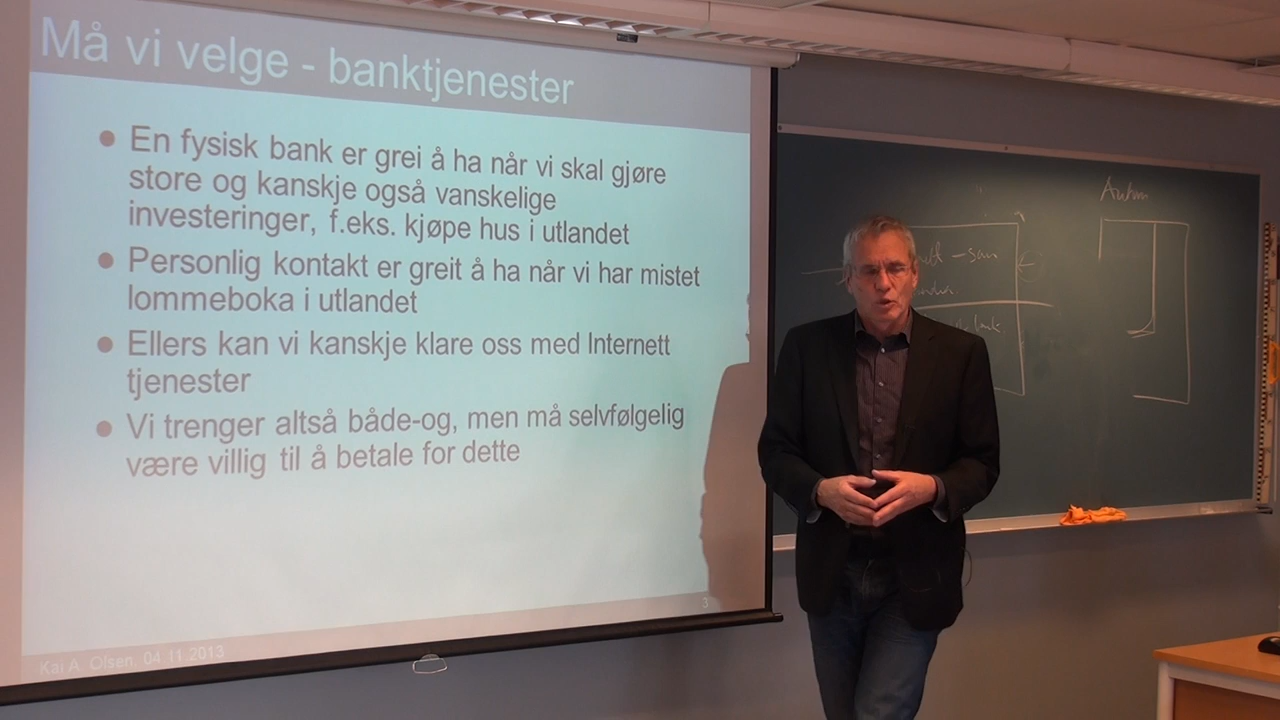 Må vi velge - banktjenester
● En fysisk bank er grei å ha når vi skal gjøre
store og kanskje også vanskelige
investeringer, f.eks. kjøpe hus i utlandet
● Personlig kontakt er greit å ha når vi har mistet
lommeboka i utlandet
● Ellers kan vi kanskje klare oss med Internett
tjenester
● Vi trenger altså både-og, men må selvfølgelig
være villig til å betale for dette
3
Kai A. Olsen, 04.11.2013